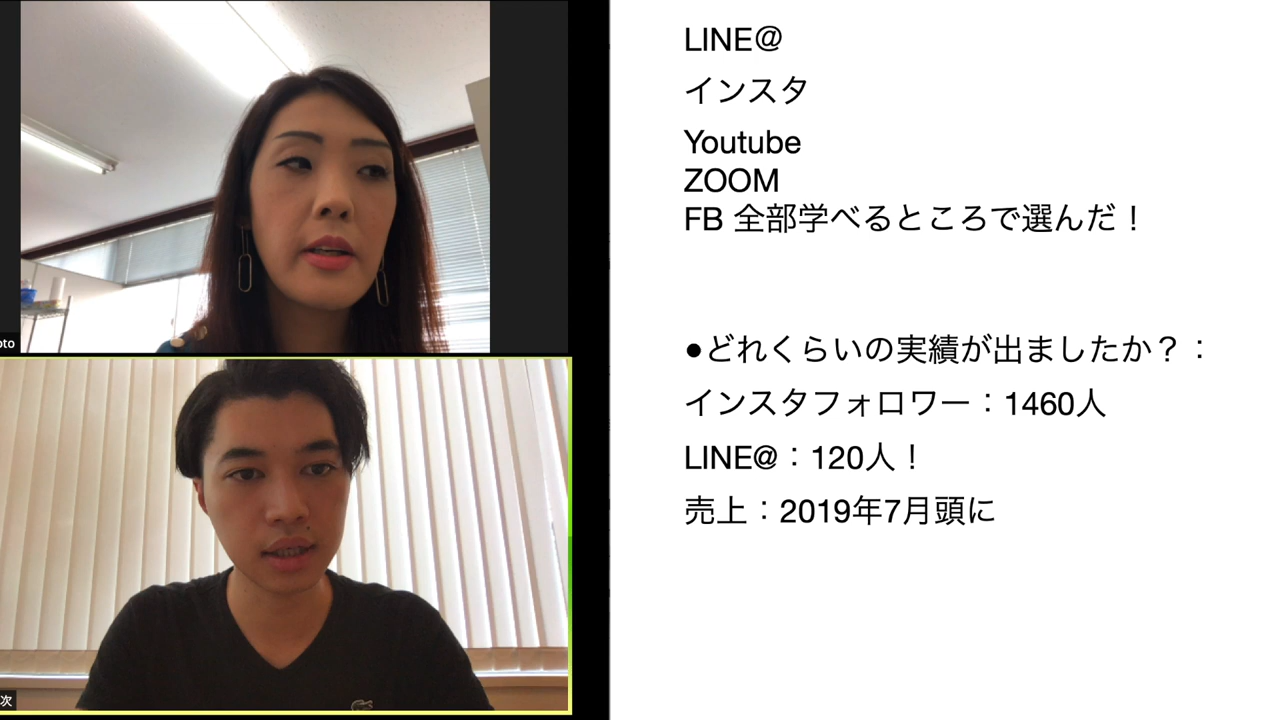 oto
次
LINE@
インスタ
Youtube
ZOOM
FB 全部学べるところで選んだ！
●どれくらいの実績が出ましたか？：
インスタフォロワー：1460人
LINE@：120人！
売上：2019年7月頭に